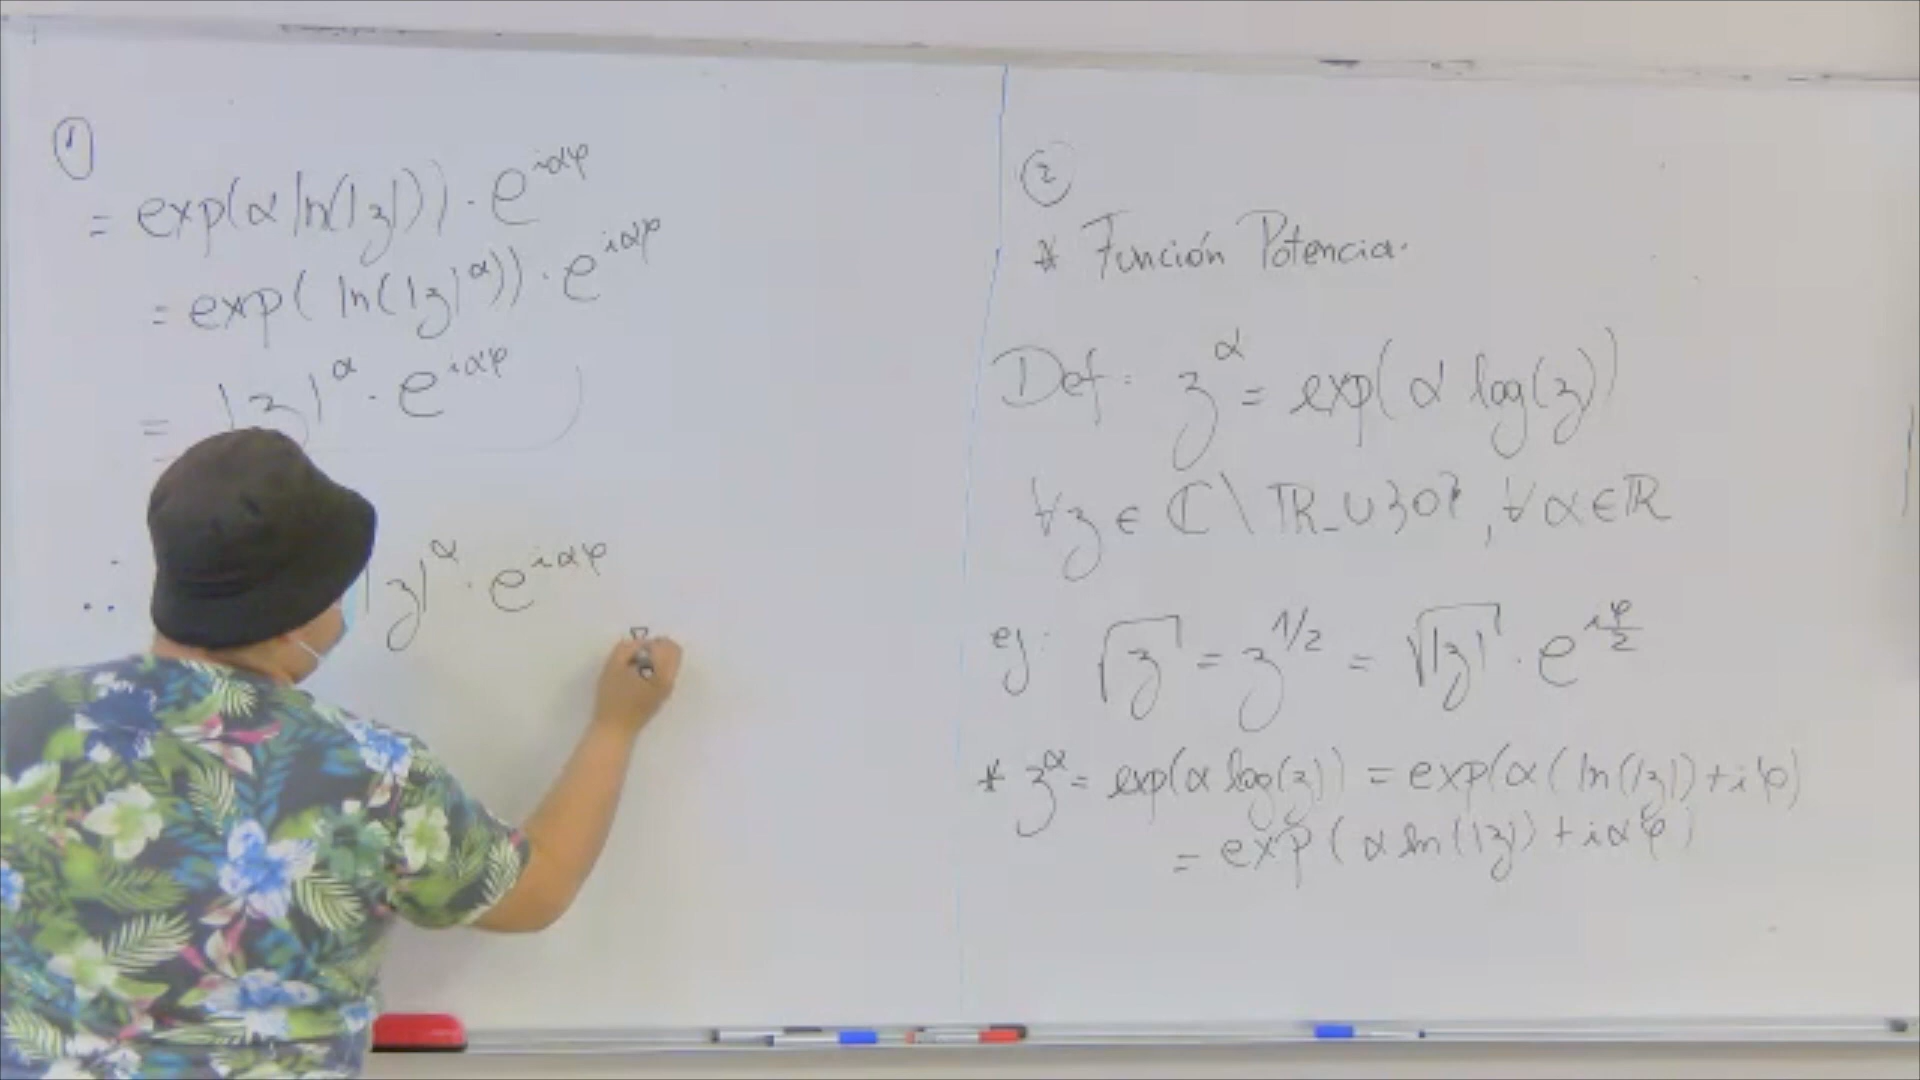 ①
= exp(α ln(|z|)) · e^{iαφ}
= exp( ln(|z|^α)) · e^{iαφ}
= |z|^α · e^{iαφ}
∴ |z|^α · e^{iαφ}
②
* Función Potencia.
Def: z^α = exp(α log(z))
∀z ∈ ℂ\ℝ_∪{0}, ∀α∈ℝ
ej: √z = z^{1/2} = √|z| · e^{iφ/2}
* z^α = exp(α log(z)) = exp(α(ln(|z|)+iφ)
= exp(α ln(|z|) + iαφ)